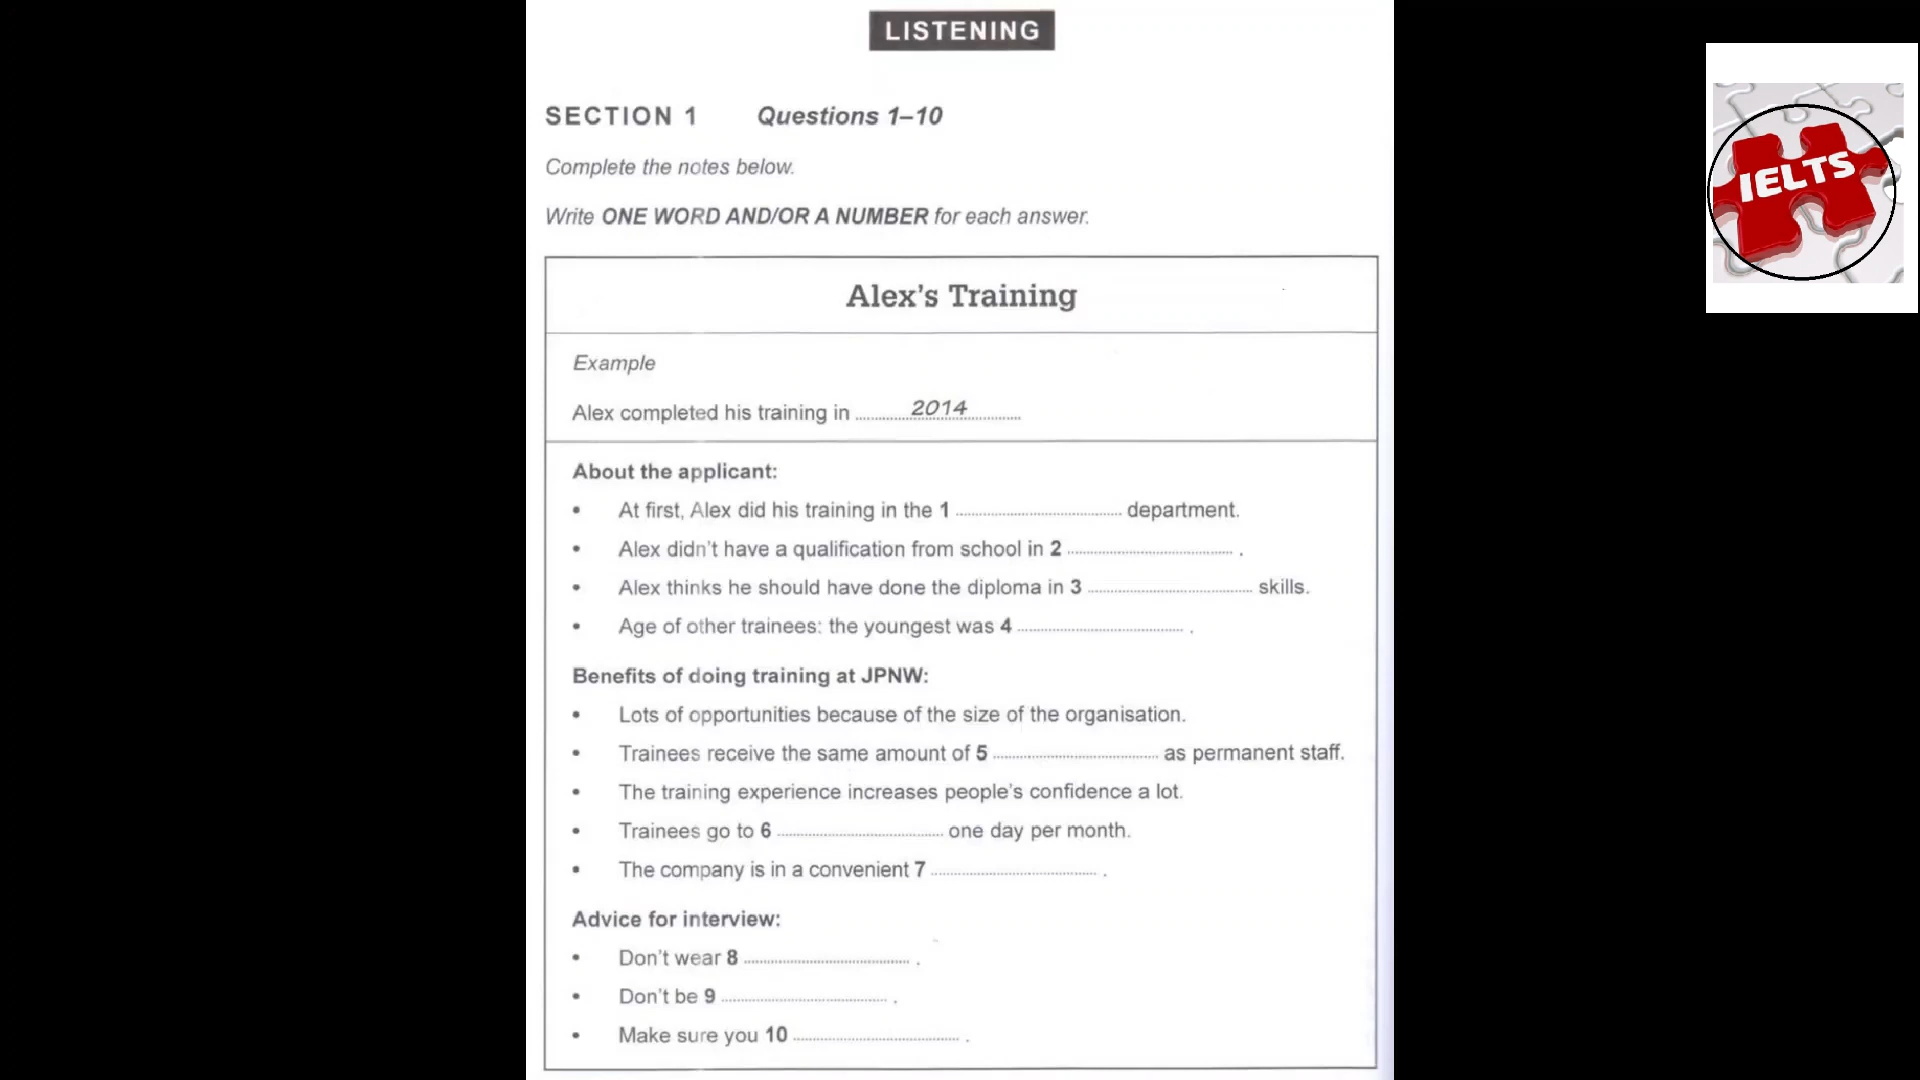 LISTENING
SECTION 1 Questions 1–10
Complete the notes below.
Write ONE WORD AND/OR A NUMBER for each answer.
Alex's Training
Example
Alex completed his training in 2014
About the applicant:
• At first, Alex did his training in the 1 .......... department.
• Alex didn't have a qualification from school in 2 .......... .
• Alex thinks he should have done the diploma in 3 .......... skills.
• Age of other trainees: the youngest was 4 .......... .
Benefits of doing training at JPNW:
• Lots of opportunities because of the size of the organisation.
• Trainees receive the same amount of 5 .......... as permanent staff.
• The training experience increases people's confidence a lot.
• Trainees go to 6 .......... one day per month.
• The company is in a convenient 7 .......... .
Advice for interview:
• Don't wear 8 .......... .
• Don't be 9 .......... .
• Make sure you 10 .......... .
IELTS